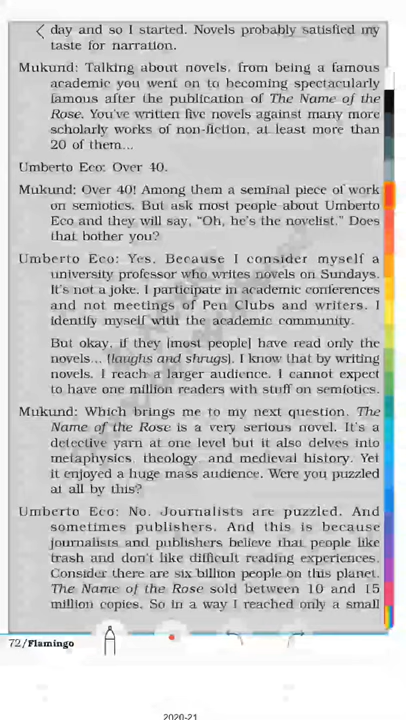 day and so I started. Novels probably satisfied my
taste for narration.
Mukund: Talking about novels, from being a famous
academic you went on to becoming spectacularly
famous after the publication of The Name of the
Rose. You've written five novels against many more
scholarly works of non-fiction, at least more than
20 of them...
Umberto Eco: Over 40.
Mukund: Over 40! Among them a seminal piece of work
on semiotics. But ask most people about Umberto
Eco and they will say, “Oh, he's the novelist.” Does
that bother you?
Umberto Eco: Yes. Because I consider myself a
university professor who writes novels on Sundays.
It's not a joke. I participate in academic conferences
and not meetings of Pen Clubs and writers. I
identify myself with the academic community.
But okay, if they [most people] have read only the
novels... (laughs and shrugs). I know that by writing
novels, I reach a larger audience. I cannot expect
to have one million readers with stuff on semiotics.
Mukund: Which brings me to my next question. The
Name of the Rose is a very serious novel. It's a
detective yarn at one level but it also delves into
metaphysics, theology, and medieval history. Yet
it enjoyed a huge mass audience. Were you puzzled
at all by this?
Umberto Eco: No. Journalists are puzzled. And
sometimes publishers. And this is because
journalists and publishers believe that people like
trash and don't like difficult reading experiences.
Consider there are six billion people on this planet.
The Name of the Rose sold between 10 and 15
million copies. So in a way I reached only a small
72/Flamingo
2020-21